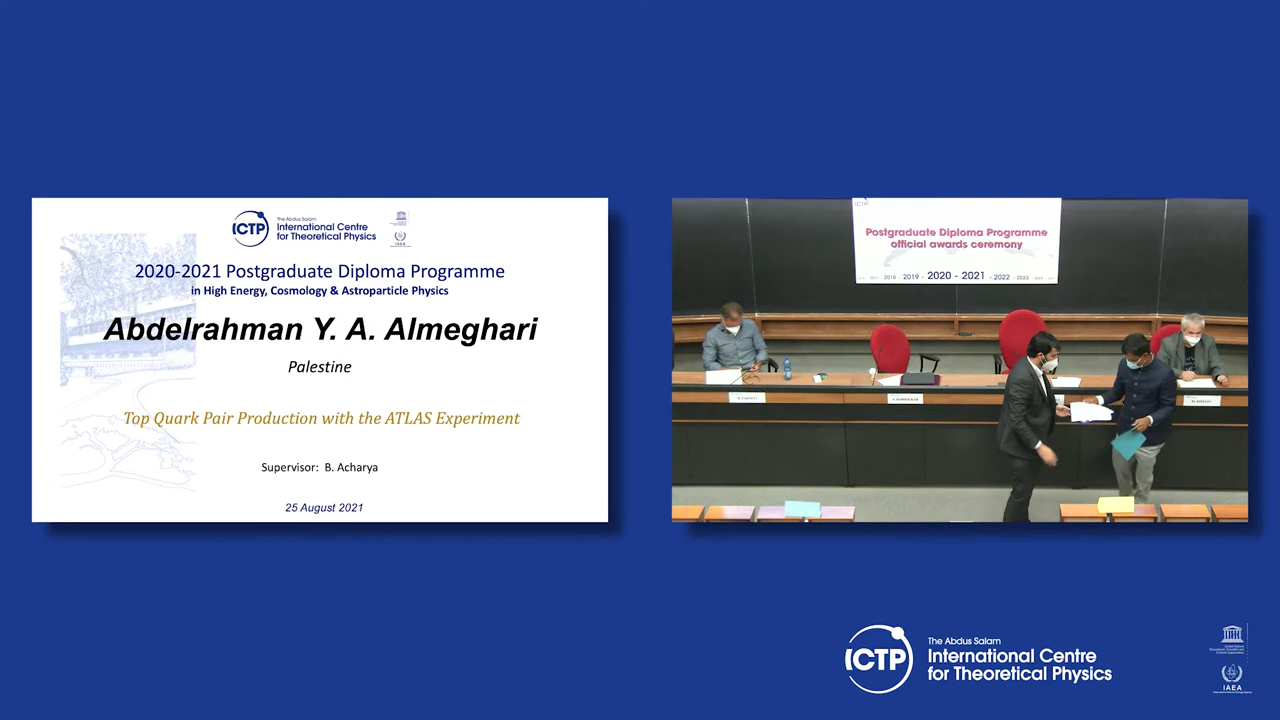 ICTP
The Abdus Salam
International Centre
for Theoretical Physics
IAEA
2020-2021 Postgraduate Diploma Programme
in High Energy, Cosmology & Astroparticle Physics
Abdelrahman Y. A. Almeghari
Palestine
Top Quark Pair Production with the ATLAS Experiment
Supervisor: B. Acharya
25 August 2021
ICTP
Postgraduate Diploma Programme
official awards ceremony
2018 - 2019 - 2020 - 2021 - 2022 - 2023
ICTP
The Abdus Salam
International Centre
for Theoretical Physics
IAEA